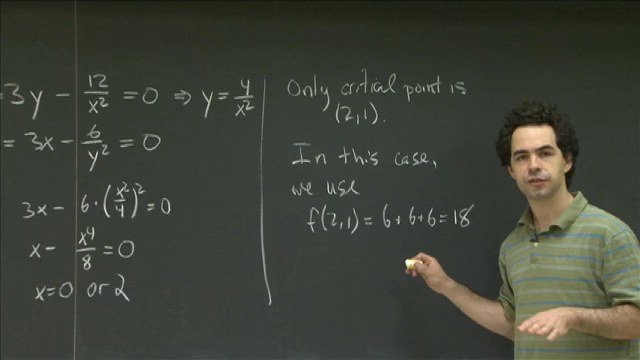 =3y - 12/x² = 0 ⇒ y = 4/x²
= 3x - 6/y² = 0
3x - 6·(x²/4)² = 0
x - x⁴/8 = 0
x=0 or 2
Only critical point is
(2,1).
In this case,
we use
f(2,1) = 6+6+6=18